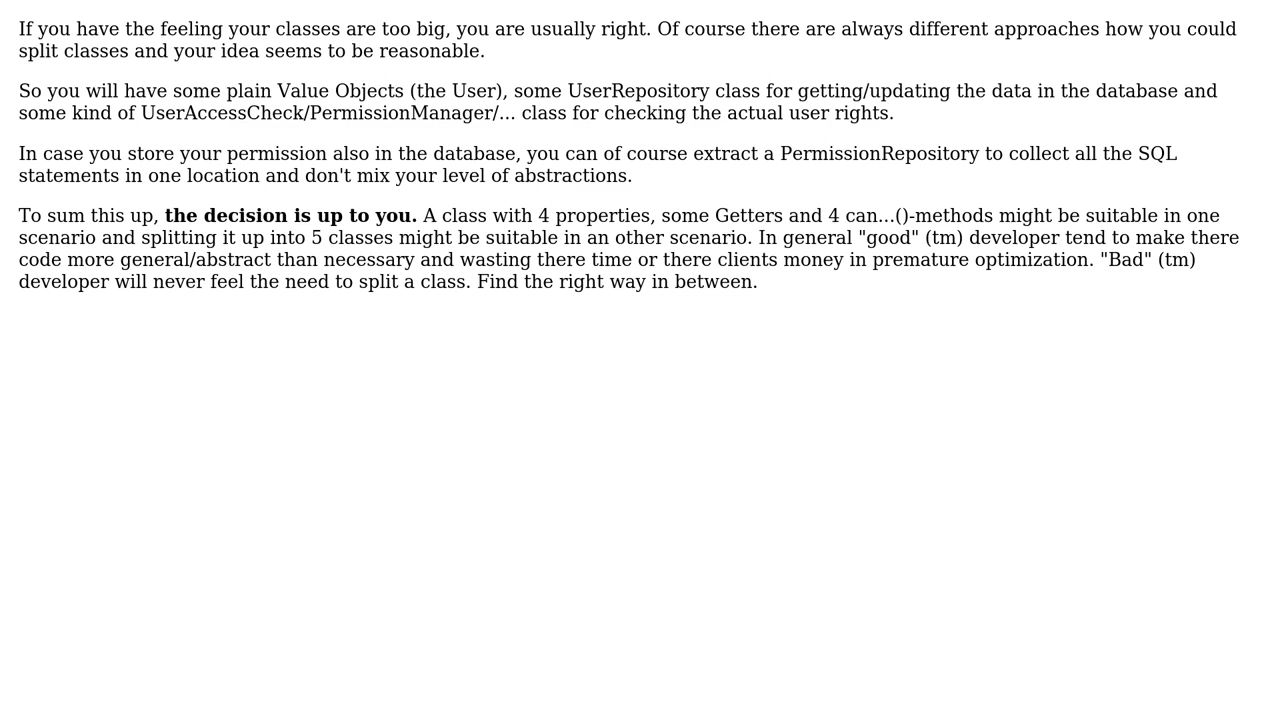 If you have the feeling your classes are too big, you are usually right. Of course there are always different approaches how you could
split classes and your idea seems to be reasonable.
So you will have some plain Value Objects (the User), some UserRepository class for getting/updating the data in the database and
some kind of UserAccessCheck/PermissionManager/... class for checking the actual user rights.
In case you store your permission also in the database, you can of course extract a PermissionRepository to collect all the SQL
statements in one location and don't mix your level of abstractions.
To sum this up, the decision is up to you. A class with 4 properties, some Getters and 4 can...()-methods might be suitable in one
scenario and splitting it up into 5 classes might be suitable in an other scenario. In general "good" (tm) developer tend to make there
code more general/abstract than necessary and wasting there time or there clients money in premature optimization. "Bad" (tm)
developer will never feel the need to split a class. Find the right way in between.